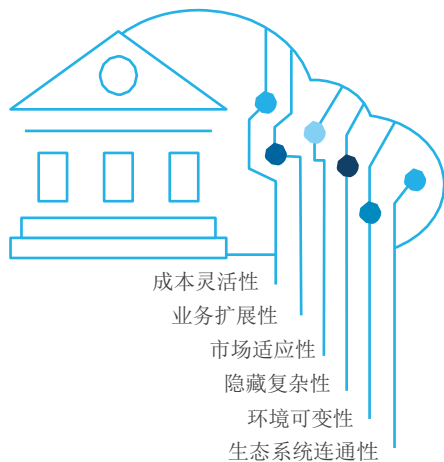 成本灵活性
业务扩展性
市场适应性
隐藏复杂性
环境可变性
生态系统连通性